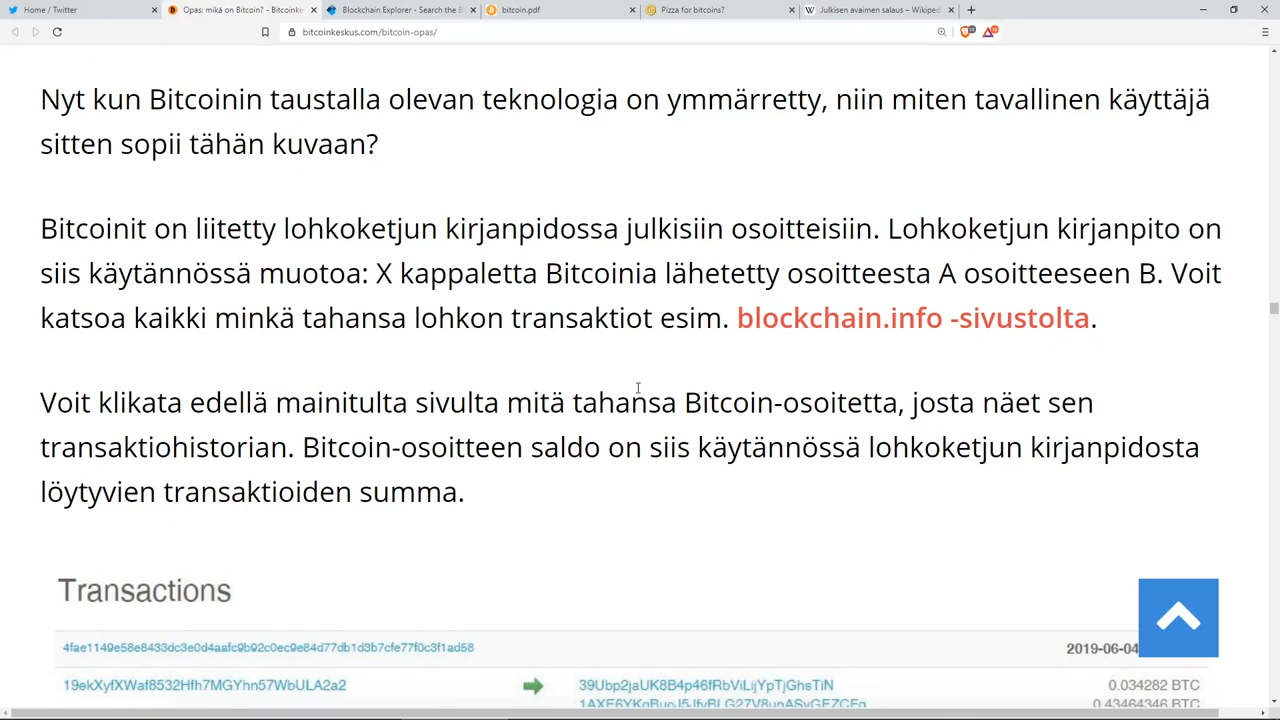 Home / Twitter
Opas: mikä on Bitcoin? - Bitcoinke
Blockchain Explorer - Search the B
bitcoin.pdf
Pizza for bitcoins?
Julkisen avaimen salaus – Wikiped
bitcoinkeskus.com/bitcoin-opas/
Nyt kun Bitcoinin taustalla olevan teknologia on ymmärretty, niin miten tavallinen käyttäjä
sitten sopii tähän kuvaan?
Bitcoinit on liitetty lohkoketjun kirjanpidossa julkisiin osoitteisiin. Lohkoketjun kirjanpito on
siis käytännössä muotoa: X kappaletta Bitcoinia lähetetty osoitteesta A osoitteeseen B. Voit
katsoa kaikki minkä tahansa lohkon transaktiot esim. blockchain.info -sivustolta.
Voit klikata edellä mainitulta sivulta mitä tahansa Bitcoin-osoitetta, josta näet sen
transaktiohistorian. Bitcoin-osoitteen saldo on siis käytännössä lohkoketjun kirjanpidosta
löytyvien transaktioiden summa.
Transactions
4fae1149e58e8433dc3e0d4aafc9b92c0ec9e64d77db1d3b7cfe77f0c3f1ad58 2019-06-04
19ekXyfXWaf8532Hfh7MGYhn57WbULA2a2 39Ubp2jaUK8B4p46fRbViLijYpTjGhsTiN 0.034282 BTC
0.43464346 BTC